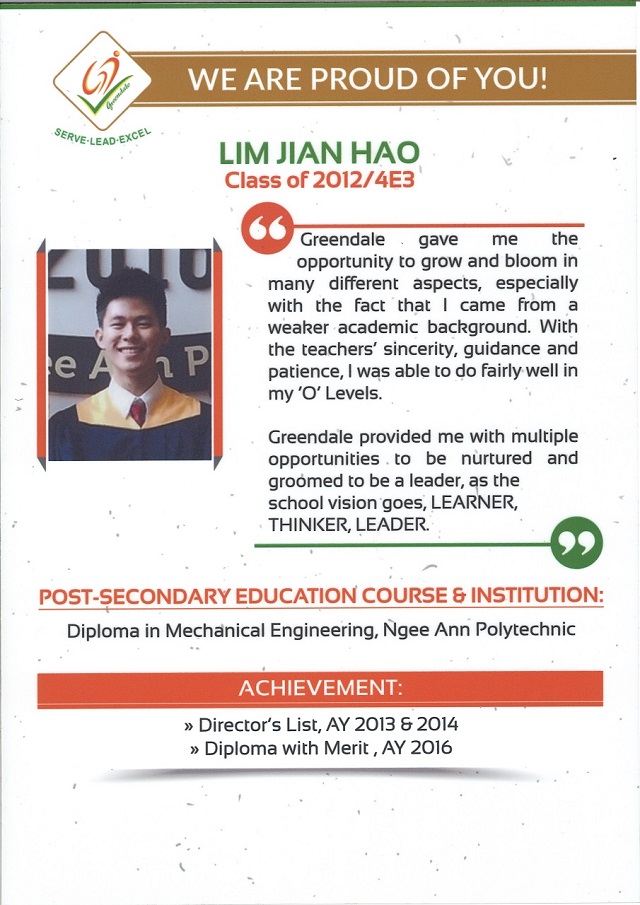 Greendale
SERVE·LEAD·EXCEL
WE ARE PROUD OF YOU!
LIM JIAN HAO
Class of 2012/4E3
2016
ee Ann P
“
Greendale gave me the
opportunity to grow and bloom in
many different aspects, especially
with the fact that I came from a
weaker academic background. With
the teachers’ sincerity, guidance and
patience, I was able to do fairly well in
my ‘O’ Levels.
Greendale provided me with multiple
opportunities to be nurtured and
groomed to be a leader, as the
school vision goes, LEARNER,
THINKER, LEADER.
”
POST-SECONDARY EDUCATION COURSE & INSTITUTION:
Diploma in Mechanical Engineering, Ngee Ann Polytechnic
ACHIEVEMENT:
» Director’s List, AY 2013 & 2014
» Diploma with Merit , AY 2016